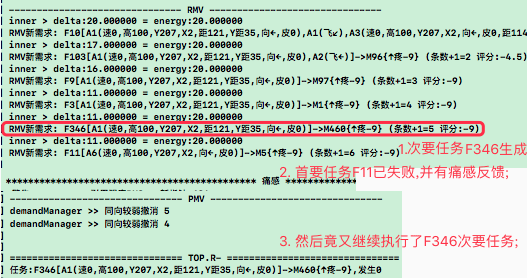 ---------------------------- RMV ----------------------------
inner > delta:20.000000 = energy:20.000000
RMV新需求: F10[A1(速0,高100,Y207,X2,距121,Y距35,向←,皮0),A1(飞↙),A3(速0,高100,Y207,X2,向←,皮0,距114
inner > delta:17.000000 = energy:20.000000
RMV新需求: F103[A1(速0,高100,Y207,X2,距121,Y距35,向←,皮0),A2(飞←)]->M96{↑疼-9} (条数+1=2 评分:-4.5)
inner > delta:16.000000 = energy:20.000000
RMV新需求: F9[A1(速0,高100,Y207,X2,距121,Y距35,向←,皮0)]->M97{↑疼-9} (条数+1=3 评分:-9)
inner > delta:11.000000 = energy:20.000000
RMV新需求: F3[A1(速0,高100,Y207,X2,距121,Y距35,向←,皮0)]->M1{↑疼-9} (条数+1=4 评分:-9)
inner > delta:11.000000 = energy:20.000000
RMV新需求: F346[A1(速0,高100,Y207,X2,距121,Y距35,向←,皮0)]->M460{↑疼-9} (条数+1=5 评分:-9)
inner > delta:11.000000 = energy:20.000000
1.次要任务F346生成
RMV新需求: F11[A6(速0,高100,Y207,X2,距121,Y距35,向←,皮0)]->M5{↑疼-9} (条数+1=6 评分:-9)
2. 首要任务F11已失败,并有痛感反馈;
******************************************* 痛感 *************
---------------------------- PMV ----------------------------
demandManager >> 同向较弱撤消 5
demandManager >> 同向较弱撤消 4
3. 然后竟又继续执行了F346次要任务;
============================ TOP.R- ============================
任务:F346[A1(速0,高100,Y207,X2,距121,Y距35,向←,皮0)]->M460{↑疼-9},发生0